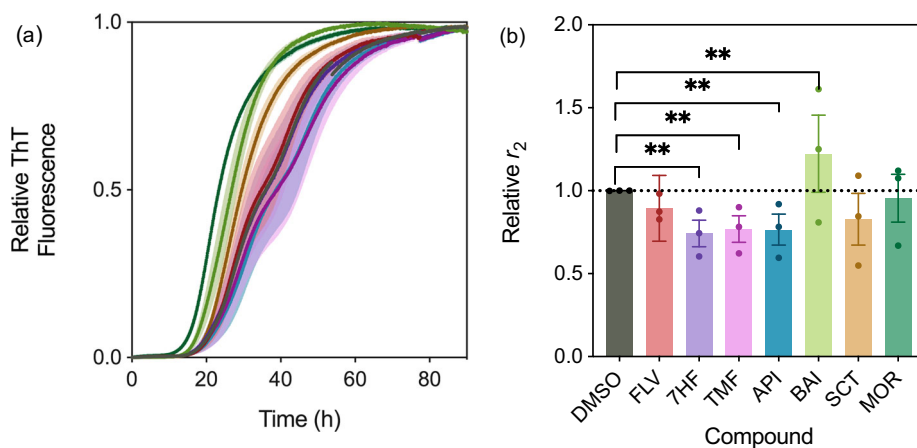 (a)
1.0
0.5
0.0
0
20
40
60
80
Time (h)
Relative ThT
Fluorescence
(b)
2.0
1.5
1.0
0.5
0.0
Relative r₂
**
**
**
**
DMSO
FLV
7HF
TMF
API
BAI
SCT
MOR
Compound